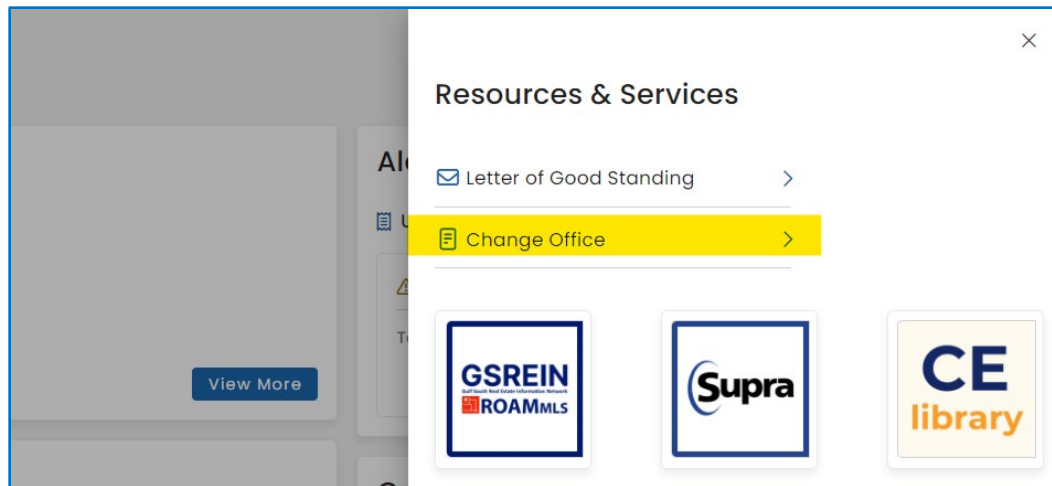 Resources & Services
Al
Letter of Good Standing
U
Change Office
View More
GSREIN
Gulf South Real Estate Information Network
ROAMMLS
Supra
CE
library